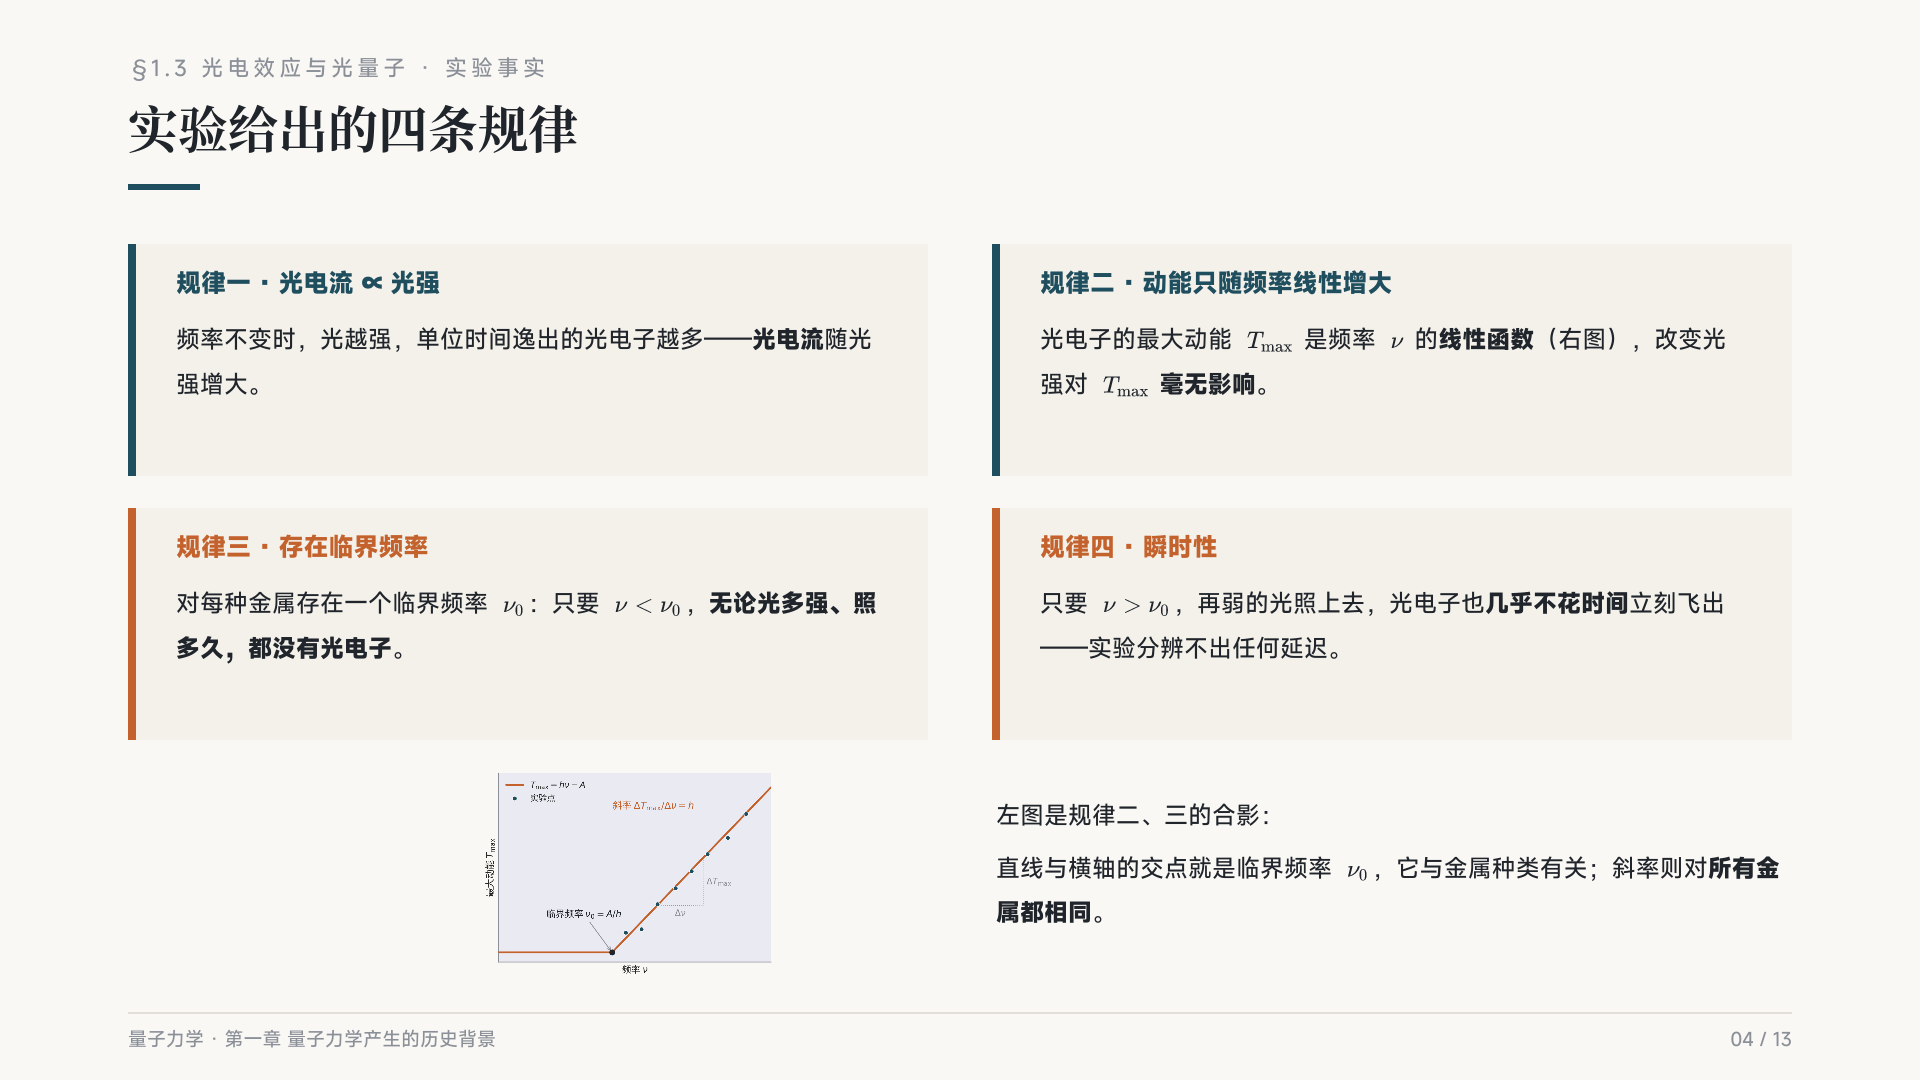 §1.3 光电效应与光量子 · 实验事实
实验给出的四条规律
规律一 · 光电流 ∝ 光强
频率不变时，光越强，单位时间逸出的光电子越多——光电流随光
强增大。
规律二 · 动能只随频率线性增大
光电子的最大动能 T_max 是频率 ν 的线性函数（右图），改变光
强对 T_max 毫无影响。
规律三 · 存在临界频率
对每种金属存在一个临界频率 ν₀：只要 ν < ν₀，无论光多强、照
多久，都没有光电子。
规律四 · 瞬时性
只要 ν > ν₀，再弱的光照上去，光电子也几乎不花时间立刻飞出
——实验分辨不出任何延迟。
T_max = hν − A
实验点
斜率 ΔT_max/Δν = h
最大动能 T_max
ΔT_max
Δν
临界频率 ν₀ = A/h
频率 ν
左图是规律二、三的合影：
直线与横轴的交点就是临界频率 ν₀，它与金属种类有关；斜率则对所有金
属都相同。
量子力学 · 第一章 量子力学产生的历史背景
04 / 13